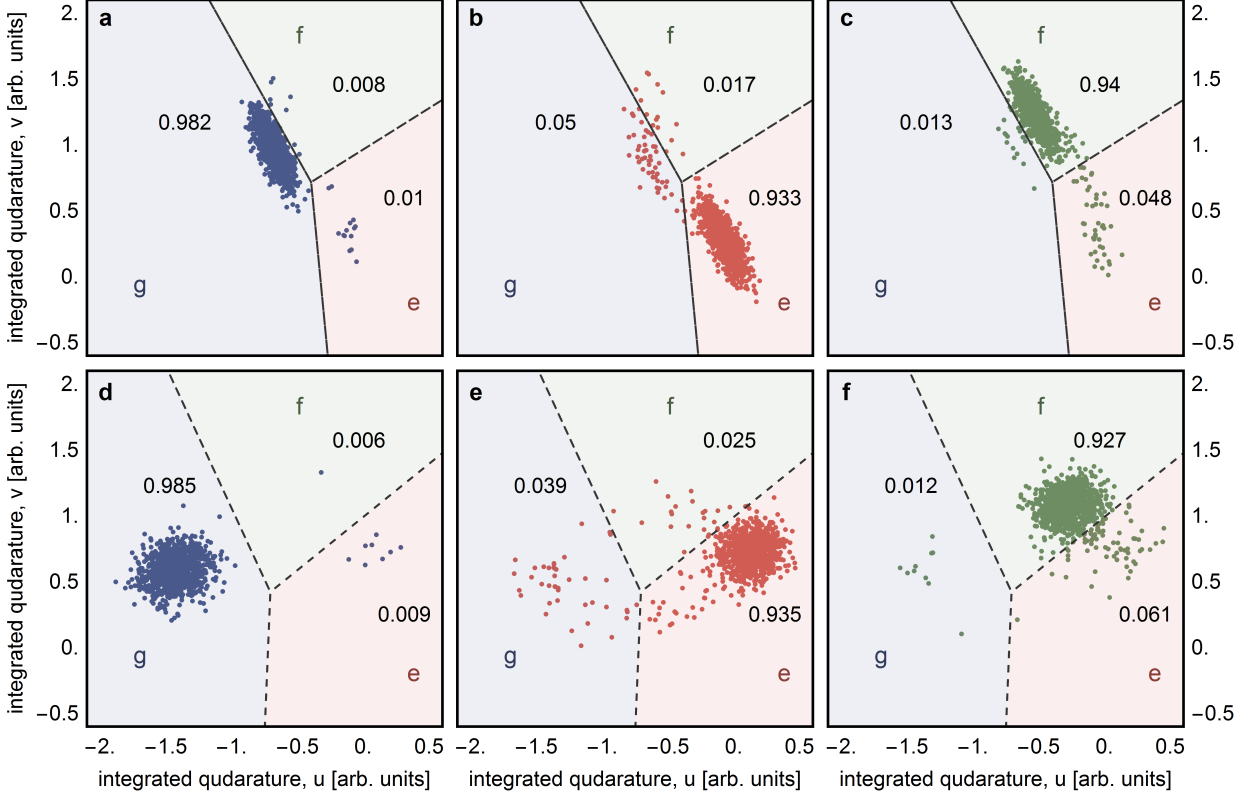 a
f
0.008
0.982
0.01
g
e
b
f
0.017
0.05
0.933
g
e
c
f
0.94
0.013
0.048
g
e
2.
1.5
1.
0.5
0.
−0.5
integrated qudarature, v [arb. units]
2.
1.5
1.
0.5
0.
−0.5
d
f
0.006
0.985
0.009
g
e
e
f
0.025
0.039
0.935
g
e
f
f
0.927
0.012
0.061
g
e
2.
1.5
1.
0.5
0.
−0.5
integrated qudarature, v [arb. units]
2.
1.5
1.
0.5
0.
−0.5
−2. −1.5 −1. −0.5 0. 0.5
−2. −1.5 −1. −0.5 0. 0.5
−2. −1.5 −1. −0.5 0. 0.5
integrated qudarature, u [arb. units]
integrated qudarature, u [arb. units]
integrated qudarature, u [arb. units]